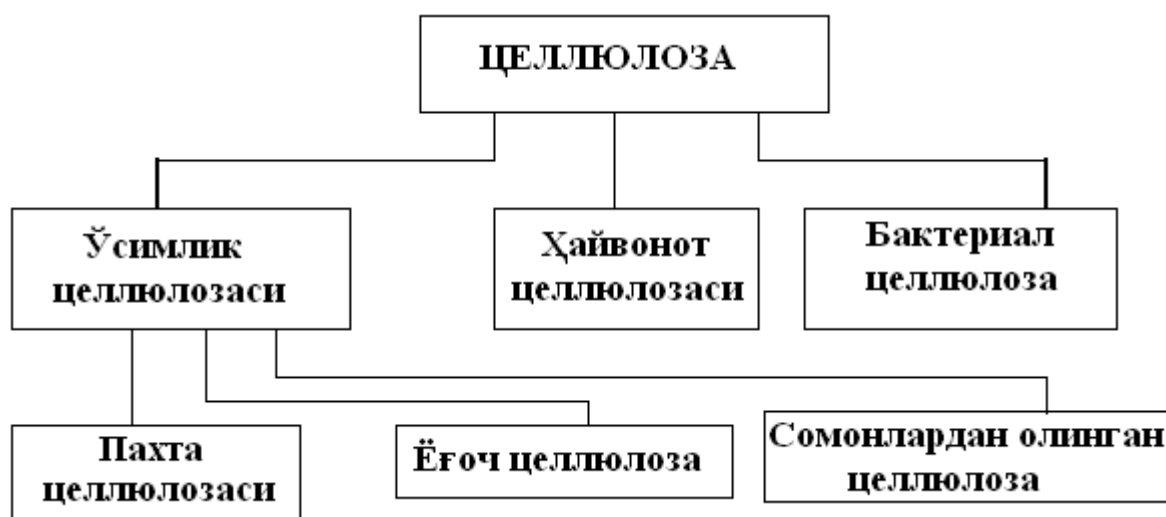 ЦЕЛЛЮЛОЗА
Ўсимлик
целлюлозаси
Ҳайвонот
целлюлозаси
Бактериал
целлюлоза
Пахта
целлюлозаси
Ёғоч целлюлоза
Сомонлардан олинган
целлюлоза